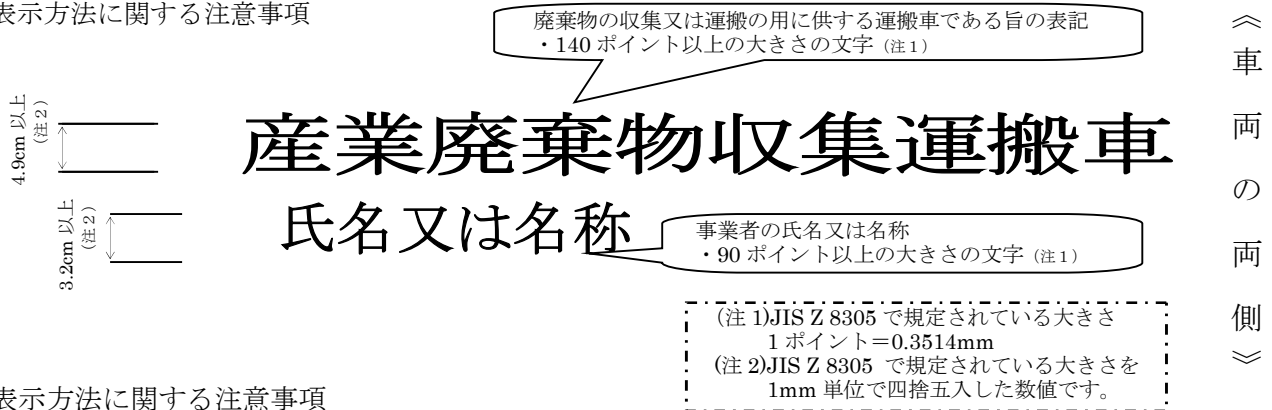 表示方法に関する注意事項
廃棄物の収集又は運搬の用に供する運搬車である旨の表記
・140 ポイント以上の大きさの文字（注１）
4.9cm 以上
（注２）
産業廃棄物収集運搬車
3.2cm 以上
（注２）
氏名又は名称
事業者の氏名又は名称
・90 ポイント以上の大きさの文字（注１）
(注 1)JIS Z 8305 で規定されている大きさ
1 ポイント＝0.3514mm
(注 2)JIS Z 8305 で規定されている大きさを
1mm 単位で四捨五入した数値です。
≪車両の両側≫
表示方法に関する注意事項